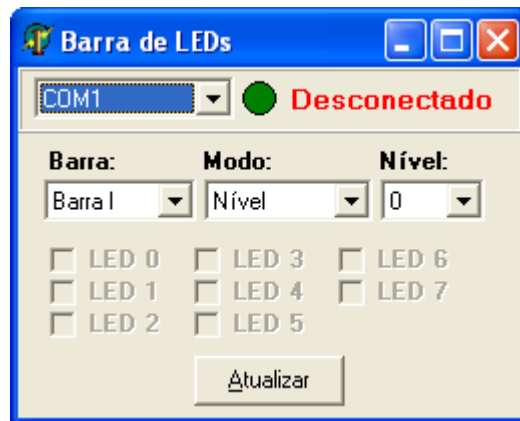 Barra de LEDs
COM1 Desconectado
Barra: Modo: Nível:
Barra I Nível 0
LED 0 LED 3 LED 6
LED 1 LED 4 LED 7
LED 2 LED 5
Atualizar